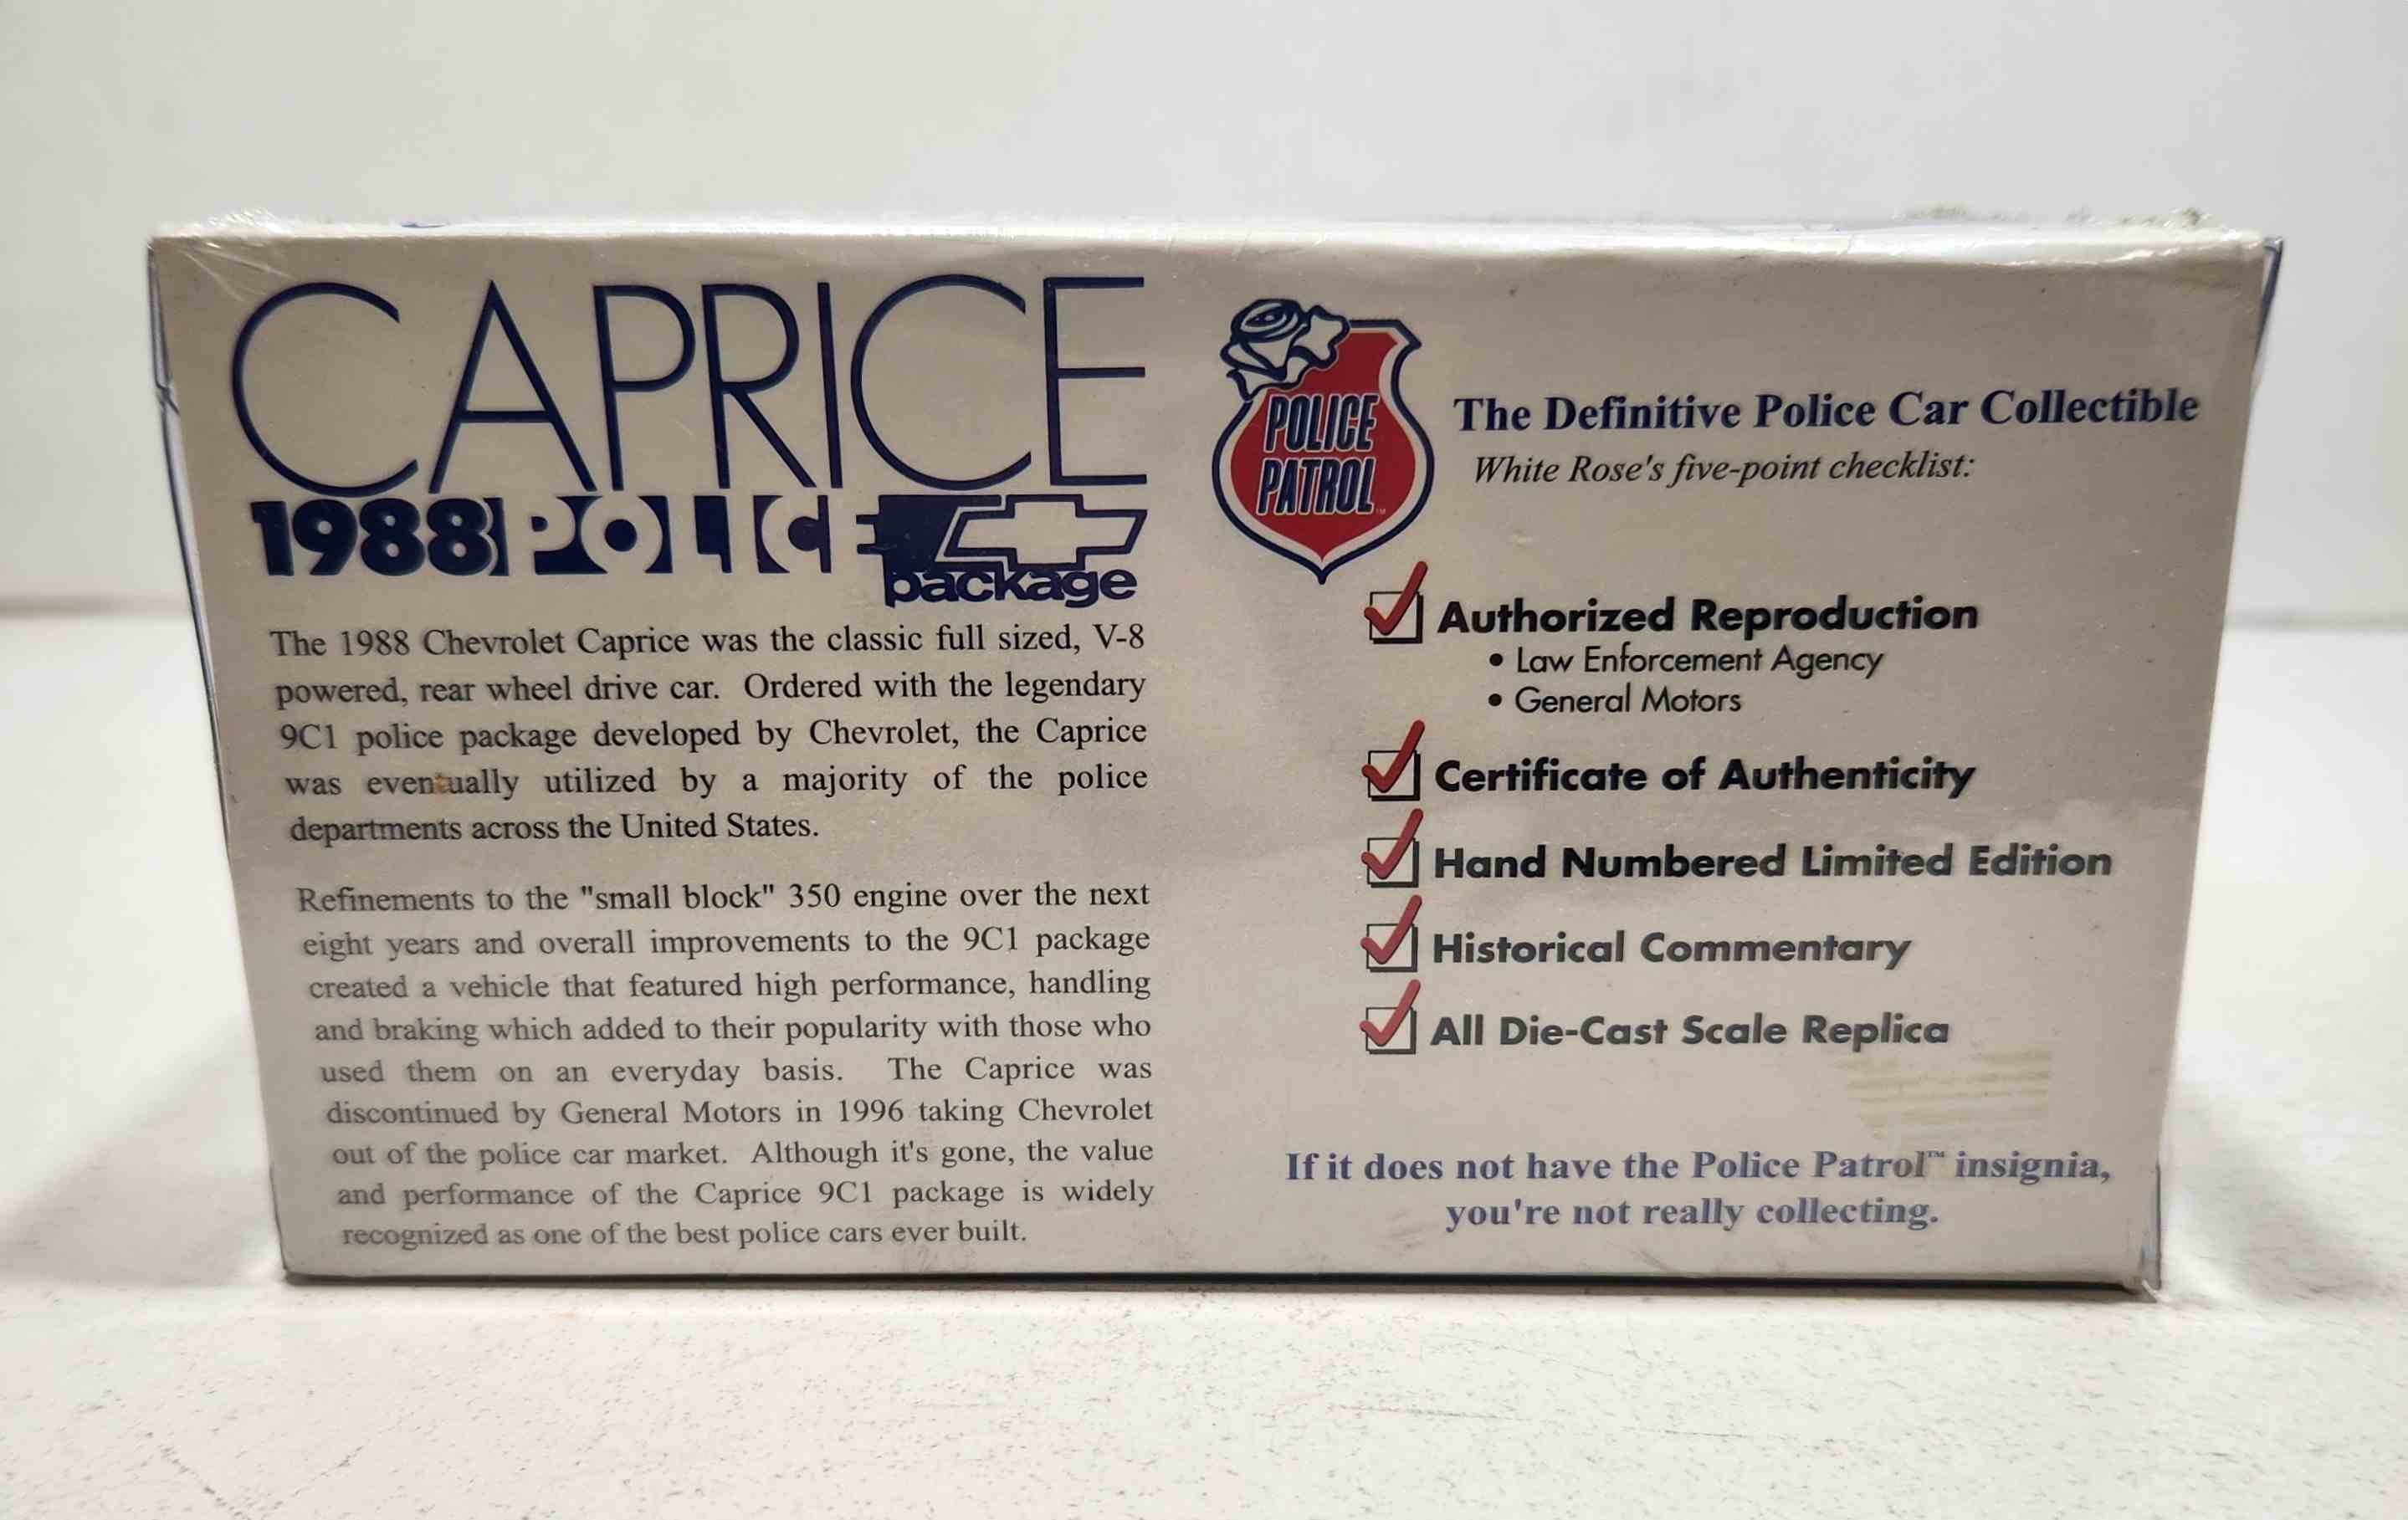 CAPRICE
1988 POLICE
package
The 1988 Chevrolet Caprice was the classic full sized, V-8
powered, rear wheel drive car. Ordered with the legendary
9C1 police package developed by Chevrolet, the Caprice
was eventually utilized by a majority of the police
departments across the United States.
Refinements to the "small block" 350 engine over the next
eight years and overall improvements to the 9C1 package
created a vehicle that featured high performance, handling
and braking which added to their popularity with those who
used them on an everyday basis. The Caprice was
discontinued by General Motors in 1996 taking Chevrolet
out of the police car market. Although it's gone, the value
and performance of the Caprice 9C1 package is widely
recognized as one of the best police cars ever built.
POLICE
PATROL™
The Definitive Police Car Collectible
White Rose's five-point checklist:
Authorized Reproduction
• Law Enforcement Agency
• General Motors
Certificate of Authenticity
Hand Numbered Limited Edition
Historical Commentary
All Die-Cast Scale Replica
If it does not have the Police Patrol™ insignia,
you're not really collecting.